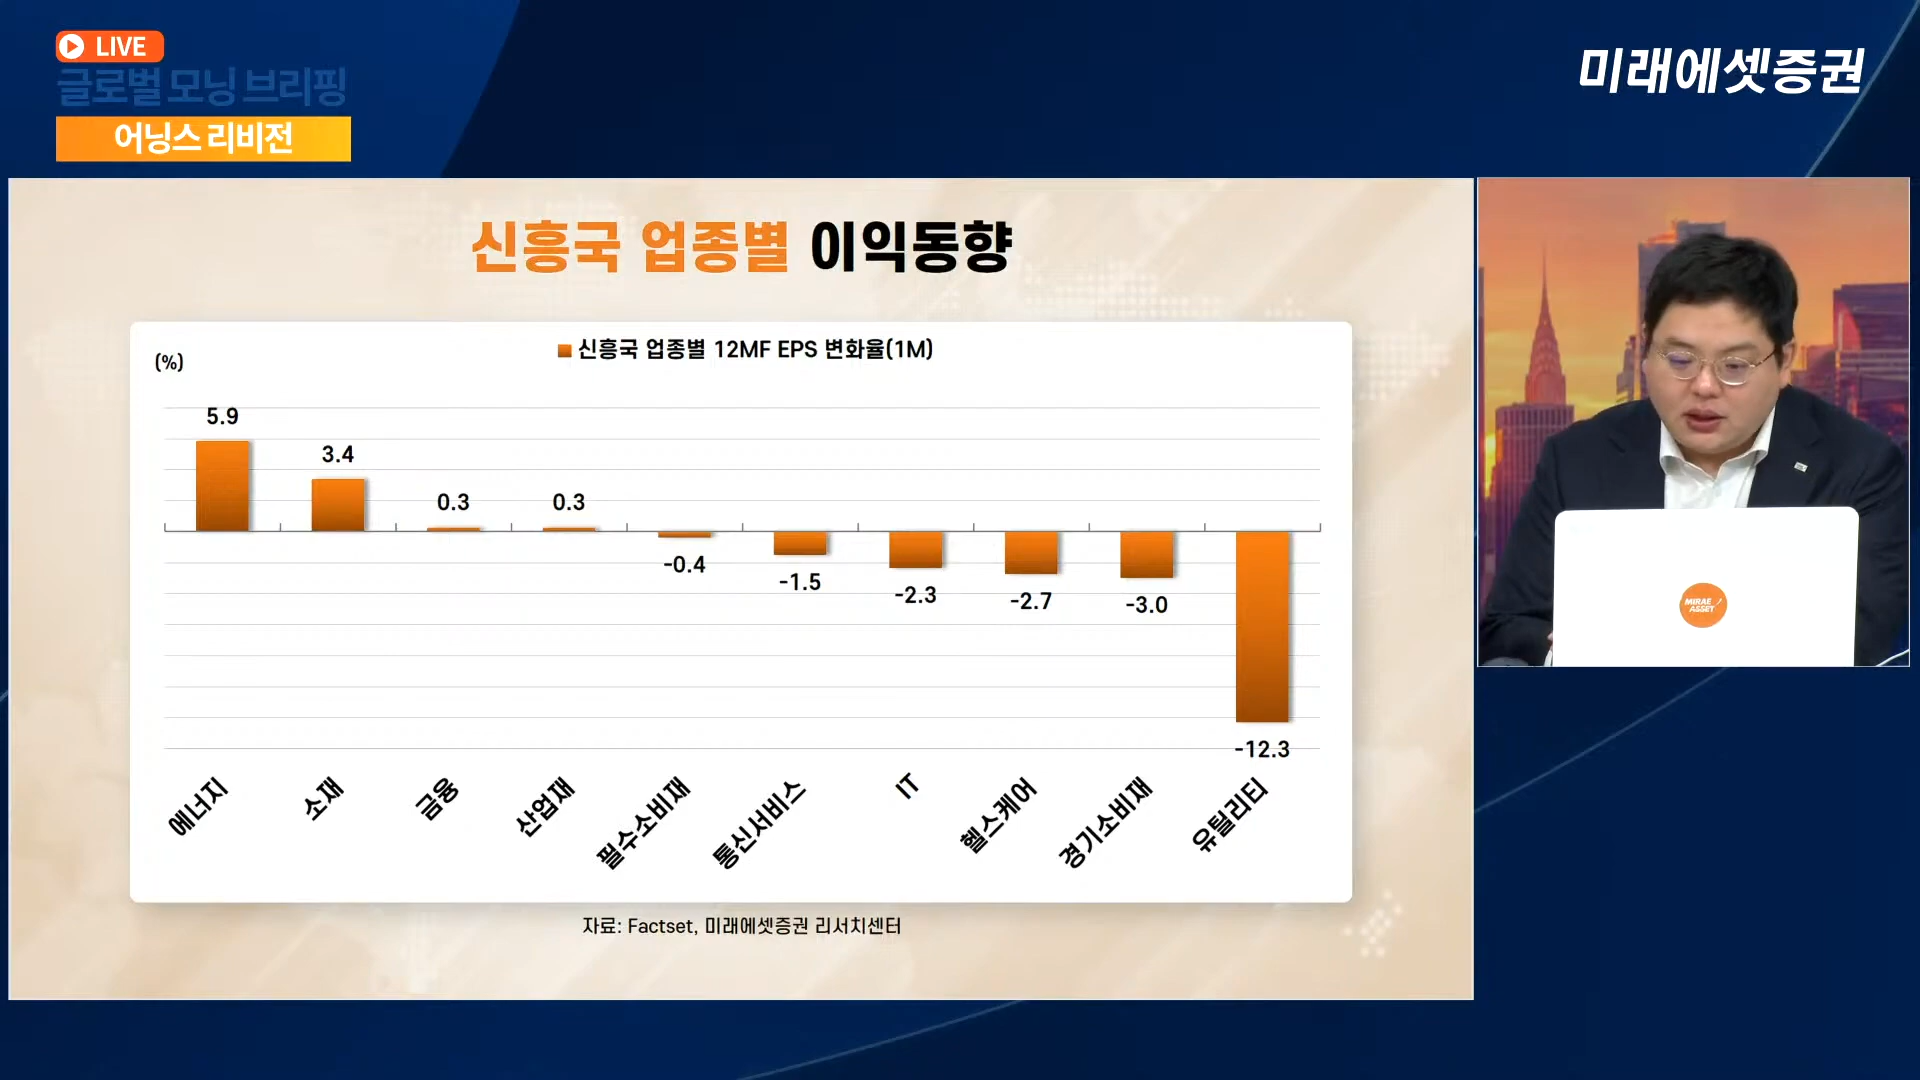 LIVE
글로벌 모닝 브리핑
어닝스 리비전
미래에셋증권
신흥국 업종별 이익동향
(%)
신흥국 업종별 12MF EPS 변화율(1M)
5.9
3.4
0.3
0.3
-0.4
-1.5
-2.3
-2.7
-3.0
-12.3
에너지
소재
금융
산업재
필수소비재
통신서비스
IT
헬스케어
경기소비재
유틸리티
자료: Factset, 미래에셋증권 리서치센터
MIRAE
ASSET